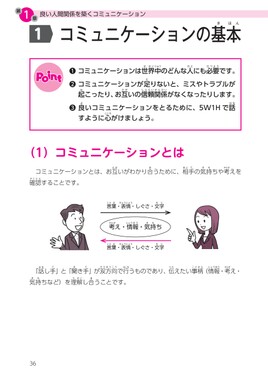 第1章 良い人間関係を築くコミュニケーション
1 コミュニケーションの基本
Point
❶ コミュニケーションは世界中のどんな人にも必要です。
❷ コミュニケーションが足りないと、ミスやトラブルが
起こったり、お互いの信頼関係がなくなったりします。
❸ 良いコミュニケーションをとるために、5W1Hで話
すように心がけましょう。
（1）コミュニケーションとは
コミュニケーションとは、お互いがわかり合うために、相手の気持ちや考えを
確認することです。
言葉・表情・しぐさ・文字
考え・情報・気持ち
言葉・表情・しぐさ・文字
「話し手」と「聞き手」が双方向で行うものであり、伝えたい事柄（情報・考え・
気持ちなど）を理解し合うことです。
36